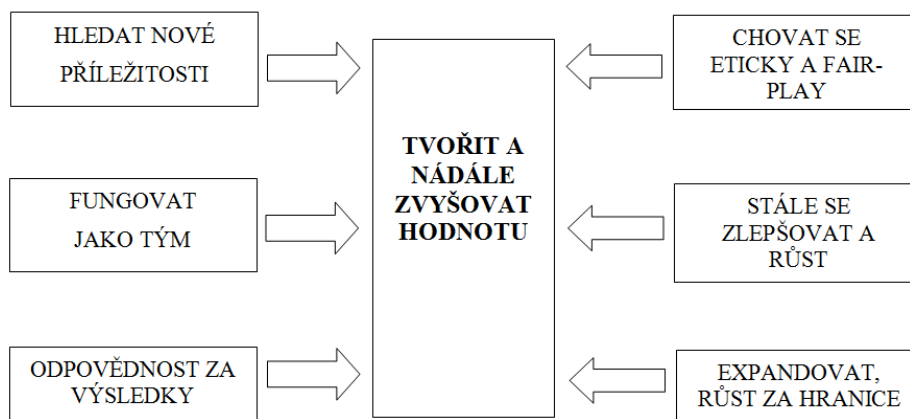 HLEDAT NOVÉ
PŘÍLEŽITOSTI
FUNGOVAT
JAKO TÝM
ODPOVĚDNOST ZA
VÝSLEDKY
TVOŘIT A
NÁDÁLE
ZVYŠOVAT
HODNOTU
CHOVAT SE
ETICKY A FAIR-
PLAY
STÁLE SE
ZLEPŠOVAT A
RŮST
EXPANDOVAT,
RŮST ZA HRANICE